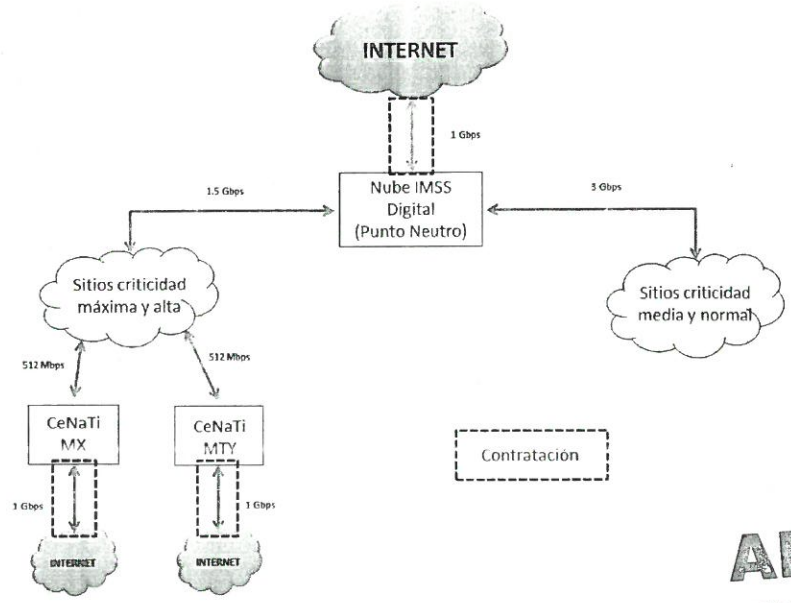 INTERNET
1 Gbps
1.5 Gbps
Nube IMSS
Digital
(Punto Neutro)
3 Gbps
Sitios criticidad
máxima y alta
Sitios criticidad
media y normal
512 Mbps
512 Mbps
CeNaTi
MX
CeNaTi
MTY
Contratación
1 Gbps
1 Gbps
INTERNET
INTERNET